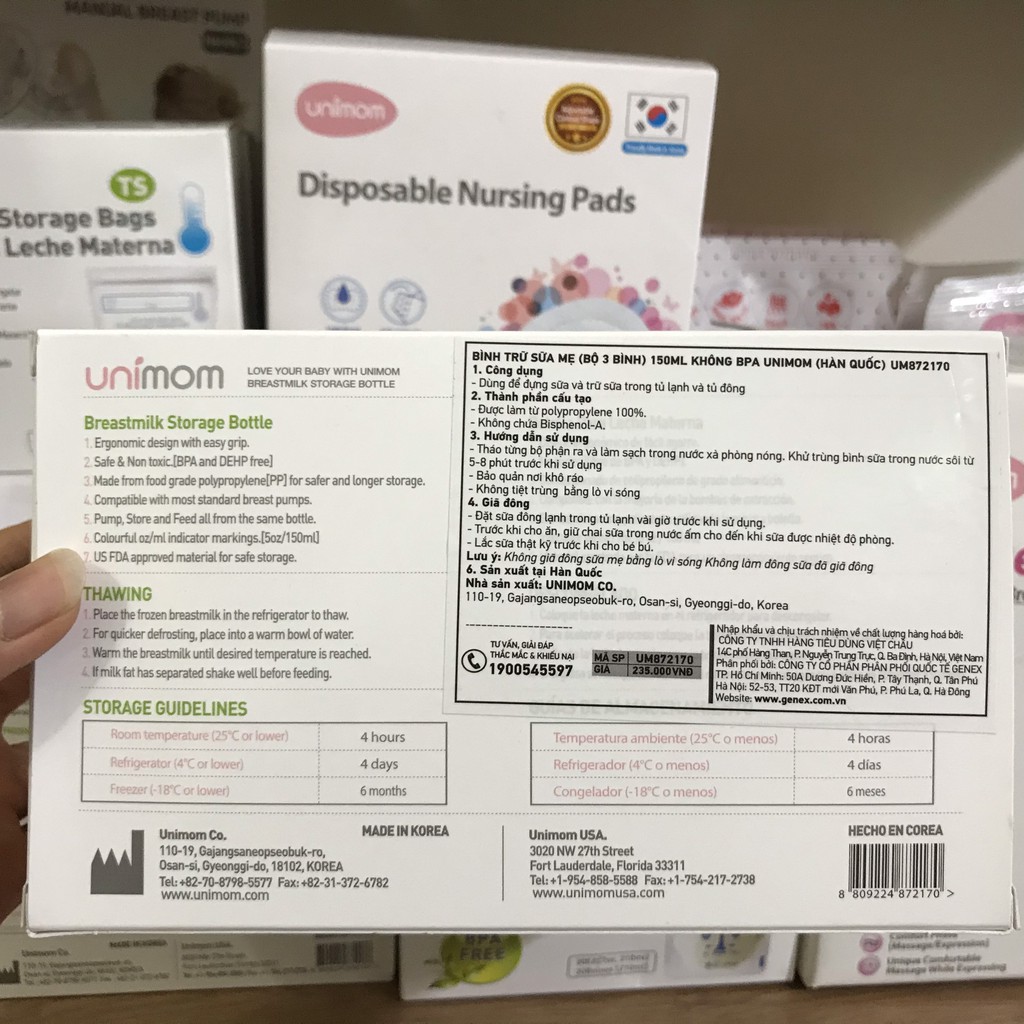 MANUAL BREAST PUMP
unimom
Disposable Nursing Pads
TS
Storage Bags
Leche Materna
unimom
LOVE YOUR BABY WITH UNIMOM
BREASTMILK STORAGE BOTTLE
Breastmilk Storage Bottle
1. Ergonomic design with easy grip.
2. Safe & Non toxic.[BPA and DEHP free]
3. Made from food grade polypropylene[PP] for safer and longer storage.
4. Compatible with most standard breast pumps.
5. Pump, Store and Feed all from the same bottle.
6. Colourful oz/ml indicator markings.[5oz/150ml]
7. US FDA approved material for safe storage.
THAWING
1. Place the frozen breastmilk in the refrigerator to thaw.
2. For quicker defrosting, place into a warm bowl of water.
3. Warm the breastmilk until desired temperature is reached.
4. If milk fat has separated shake well before feeding.
STORAGE GUIDELINES
Room temperature (25°C or lower) 4 hours
Refrigerator (4°C or lower) 4 days
Freezer (-18°C or lower) 6 months
BÌNH TRỮ SỮA MẸ (BỘ 3 BÌNH) 150ML KHÔNG BPA UNIMOM (HÀN QUỐC) UM872170
1. Công dụng
- Dùng để đựng sữa và trữ sữa trong tủ lạnh và tủ đông
2. Thành phần cấu tạo
- Được làm từ polypropylene 100%.
- Không chứa Bisphenol-A.
3. Hướng dẫn sử dụng
- Tháo từng bộ phận ra và làm sạch trong nước xà phòng nóng. Khử trùng bình sữa trong nước sôi từ
5-8 phút trước khi sử dụng
- Bảo quản nơi khô ráo
- Không tiệt trùng bằng lò vi sóng
4. Giã đông
- Đặt sữa đông lạnh trong tủ lạnh vài giờ trước khi sử dụng.
- Trước khi cho ăn, giữ chai sữa trong nước ấm cho đến khi sữa được nhiệt độ phòng.
- Lắc sữa thật kỹ trước khi cho bé bú.
Lưu ý: Không giã đông sữa mẹ bằng lò vi sóng Không làm đông sữa đã giã đông
6. Sản xuất tại Hàn Quốc
Nhà sản xuất: UNIMOM CO.
110-19, Gajangsaneopseobuk-ro, Osan-si, Gyeonggi-do, Korea
TƯ VẤN, GIẢI ĐÁP
THẮC MẮC & KHIẾU NẠI
1900545597
MÃ SP UM872170
GIÁ 235.000VNĐ
Nhập khẩu và chịu trách nhiệm về chất lượng hàng hoá bởi:
CÔNG TY TNHH HÀNG TIÊU DÙNG VIỆT CHÂU
14C phố Hàng Than, P. Nguyễn Trung Trực, Q. Ba Đình, Hà Nội, Việt Nam
Phân phối bởi: CÔNG TY CỔ PHẦN PHÂN PHỐI QUỐC TẾ GENEX
TP. Hồ Chí Minh: 50A Dương Đức Hiền, P. Tây Thạnh, Q. Tân Phú
Hà Nội: 52-53, TT20 KĐT mới Văn Phú, P. Phú La, Q. Hà Đông
Website: www.genex.com.vn
Temperatura ambiente (25°C o menos) 4 horas
Refrigerador (4°C o menos) 4 días
Congelador (-18°C o menos) 6 meses
Unimom Co.
MADE IN KOREA
110-19, Gajangsaneopseobuk-ro,
Osan-si, Gyeonggi-do, 18102, KOREA
Tel:+82-70-8798-5577 Fax:+82-31-372-6782
www.unimom.com
Unimom USA.
3020 NW 27th Street
Fort Lauderdale, Florida 33311
Tel:+1-954-858-5588 Fax:+1-754-217-2738
www.unimomusa.com
HECHO EN COREA
8 809224 872170 >
Unimom Co.
MADE IN KOREA
Unimom USA.
BPA
FREE
(Massage/Expression)
Unique Comfortable
Massage While Expressing